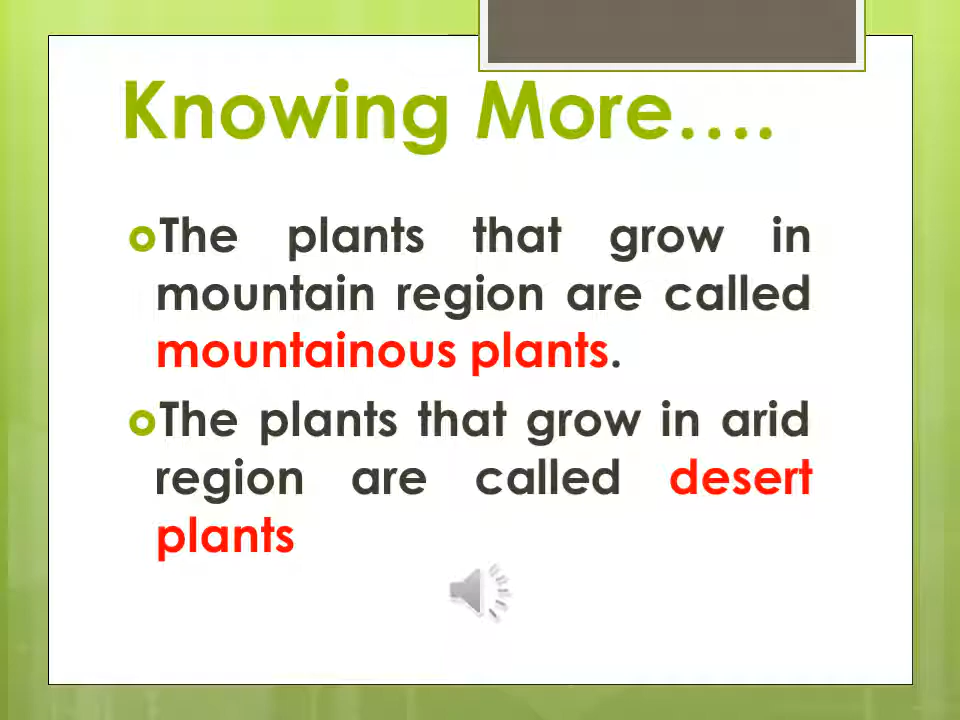 Knowing More….
The plants that grow in
mountain region are called
mountainous plants.
The plants that grow in arid
region are called desert
plants